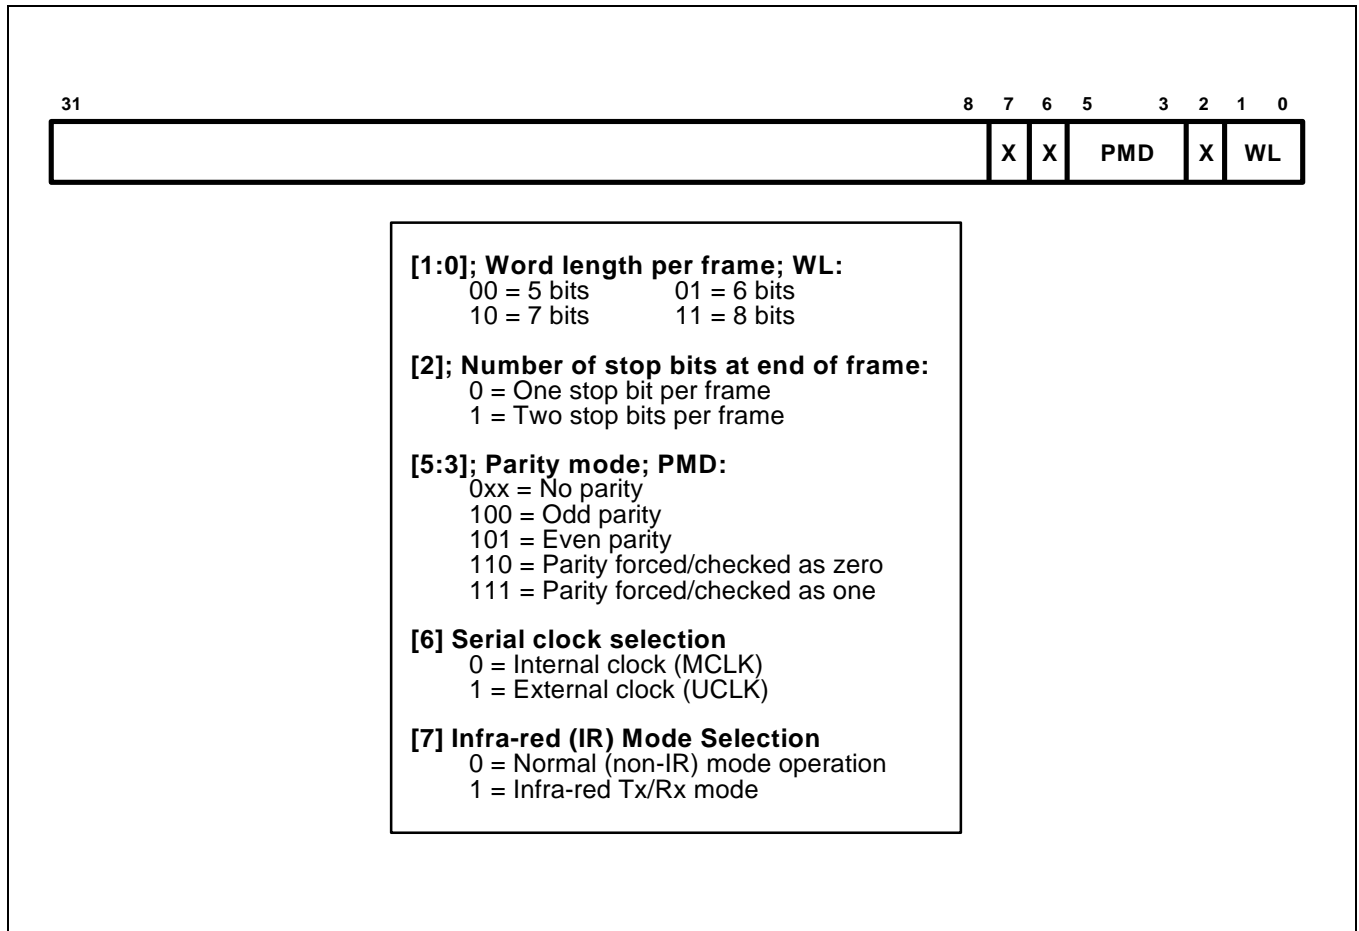 31 8 7 6 5 3 2 1 0
X X PMD X WL
[1:0]; Word length per frame; WL:
00 = 5 bits 01 = 6 bits
10 = 7 bits 11 = 8 bits
[2]; Number of stop bits at end of frame:
0 = One stop bit per frame
1 = Two stop bits per frame
[5:3]; Parity mode; PMD:
0xx = No parity
100 = Odd parity
101 = Even parity
110 = Parity forced/checked as zero
111 = Parity forced/checked as one
[6] Serial clock selection
0 = Internal clock (MCLK)
1 = External clock (UCLK)
[7] Infra-red (IR) Mode Selection
0 = Normal (non-IR) mode operation
1 = Infra-red Tx/Rx mode